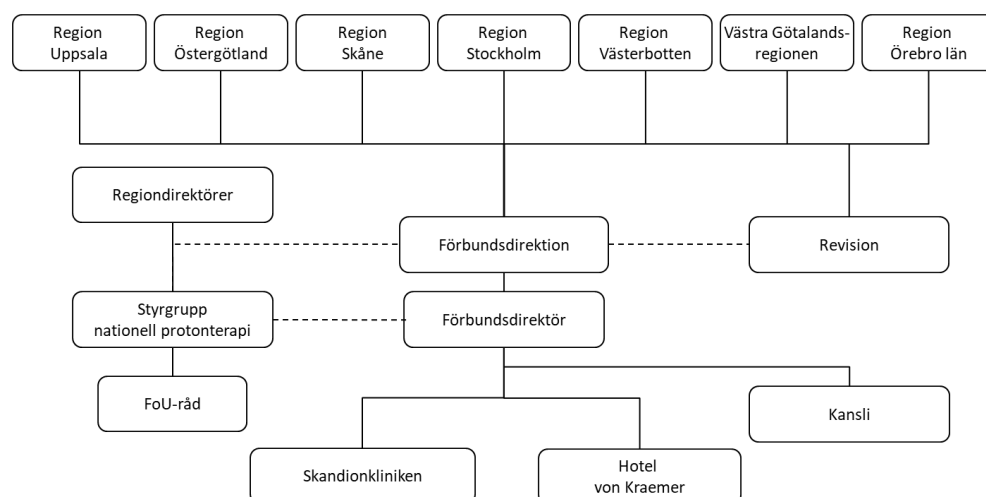 Region
Uppsala
Region
Östergötland
Region
Skåne
Region
Stockholm
Region
Västerbotten
Västra Götalands-
regionen
Region
Örebro län
Regiondirektörer
Förbundsdirektion
Revision
Styrgrupp
nationell protonterapi
Förbundsdirektör
FoU-råd
Kansli
Skandionkliniken
Hotel
von Kraemer